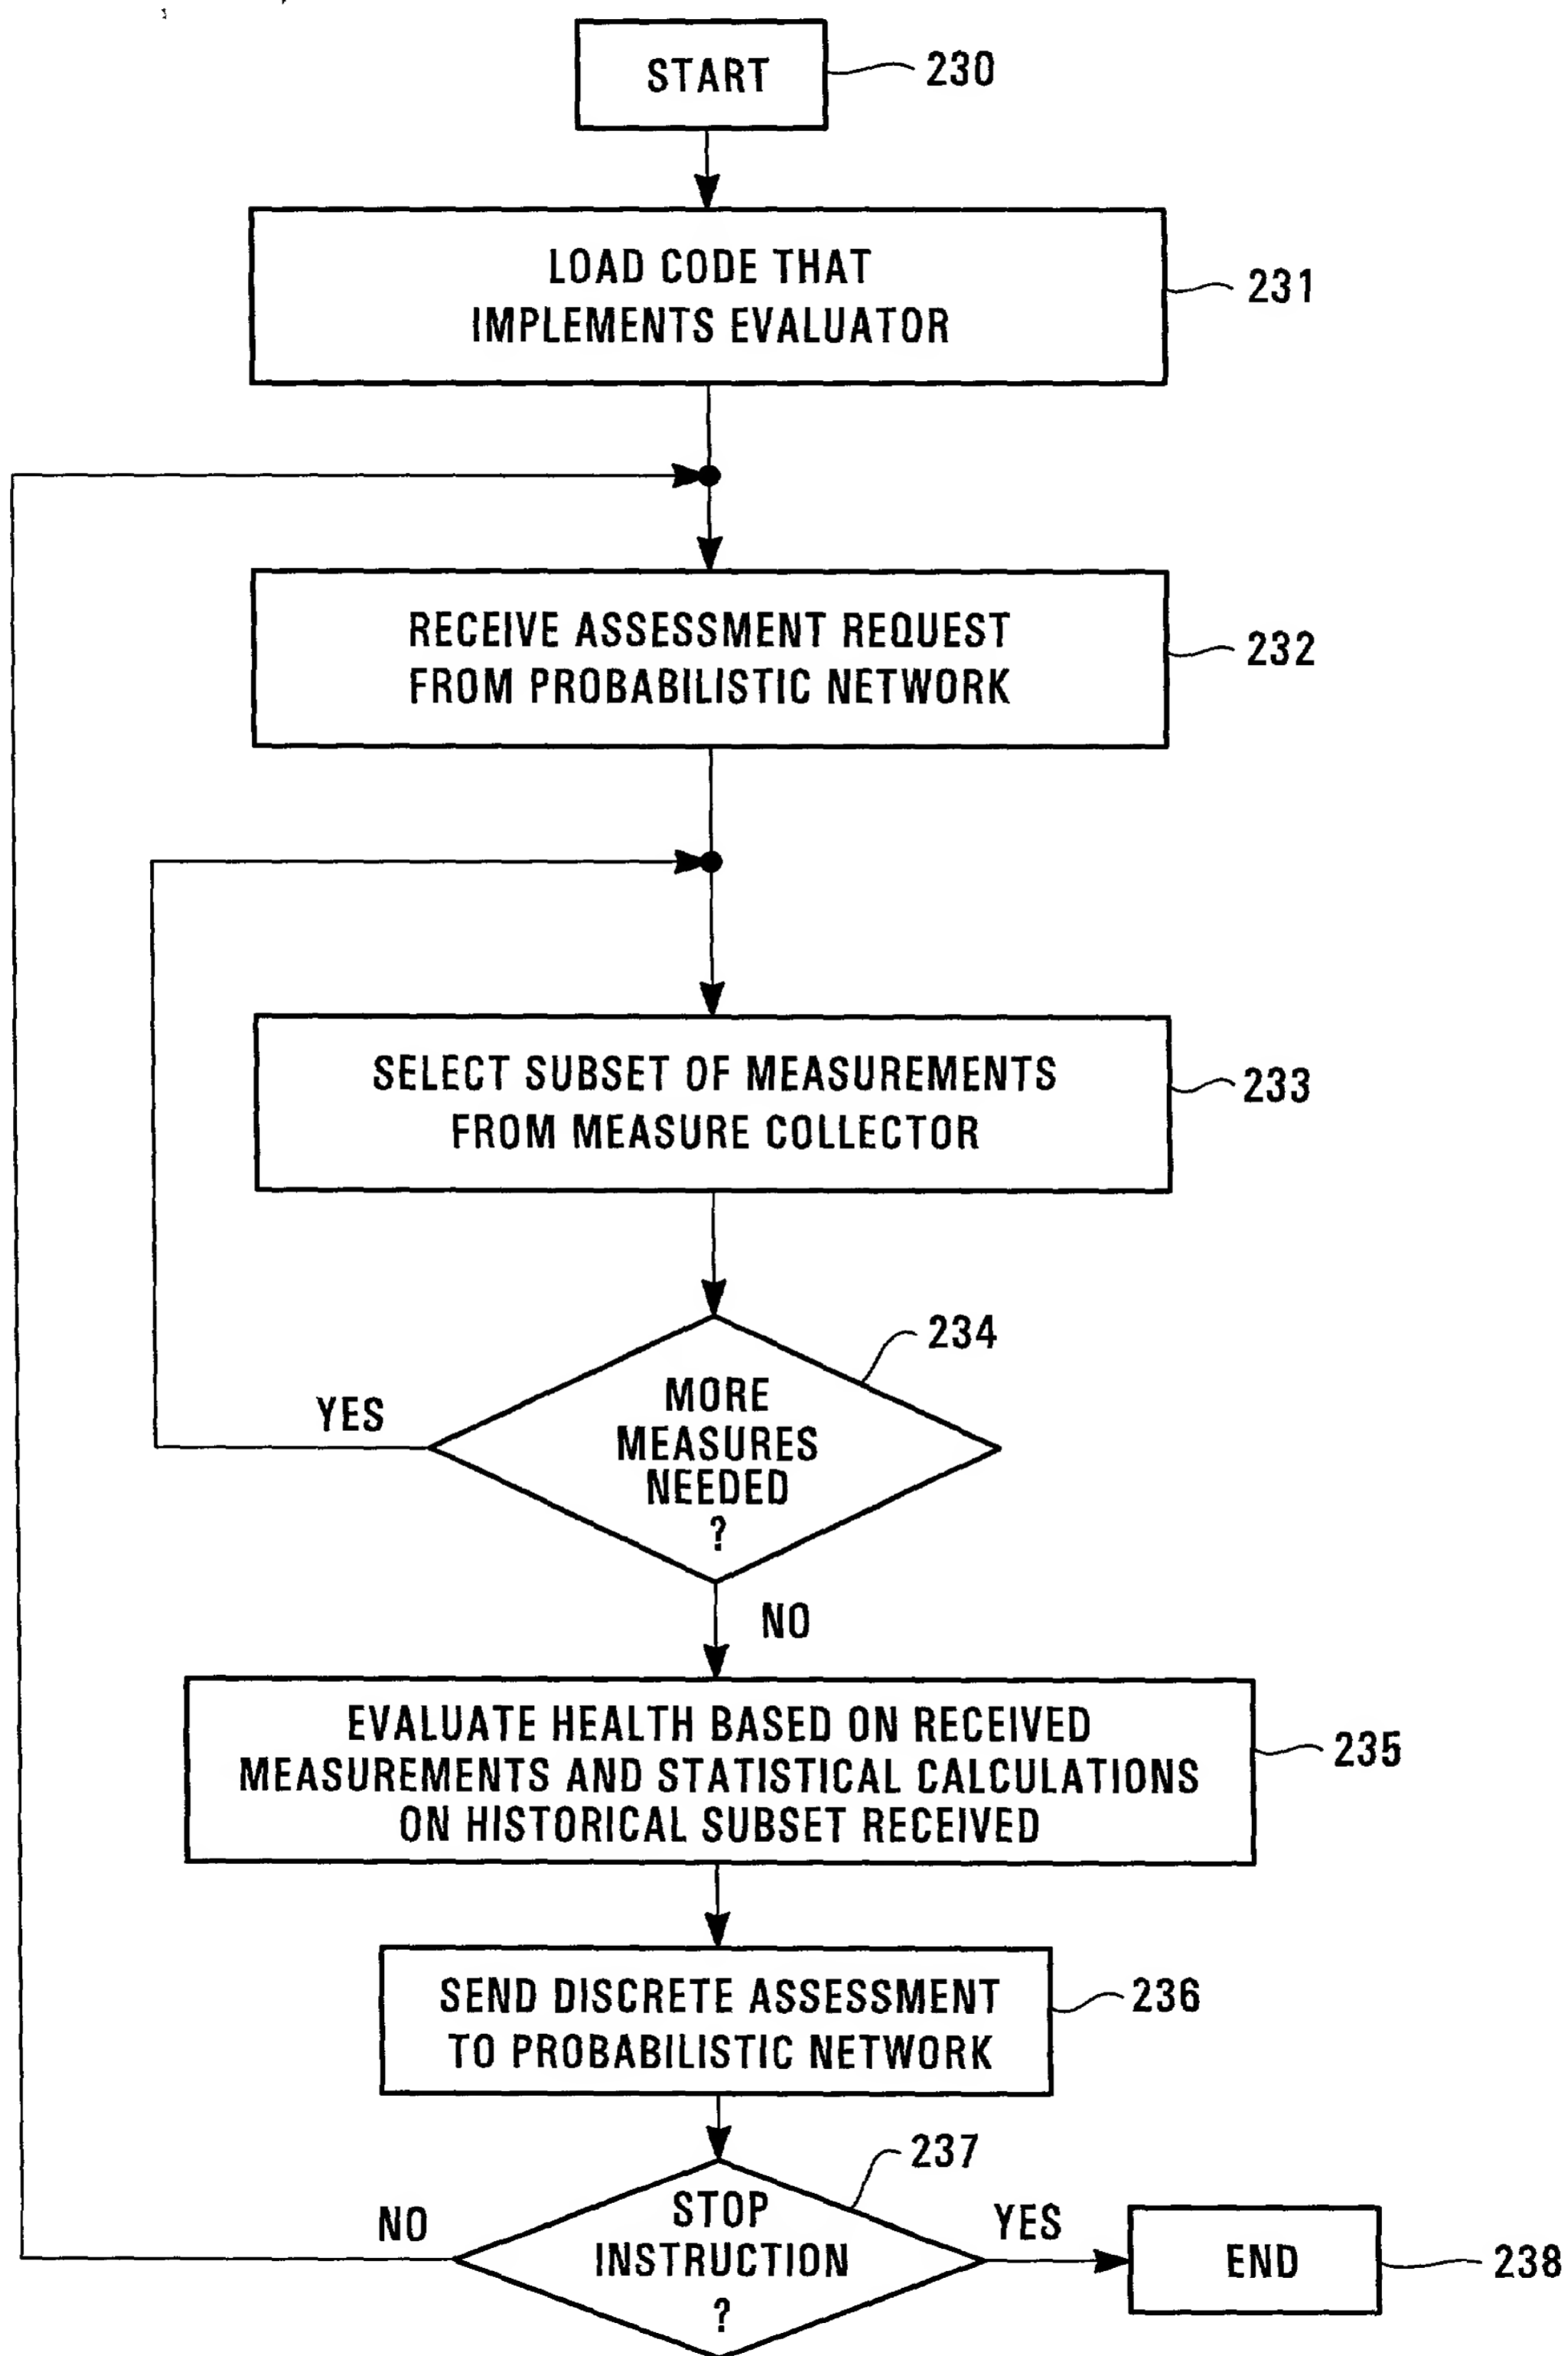 START
230
LOAD CODE THAT
IMPLEMENTS EVALUATOR
231
RECEIVE ASSESSMENT REQUEST
FROM PROBABILISTIC NETWORK
232
SELECT SUBSET OF MEASUREMENTS
FROM MEASURE COLLECTOR
233
234
MORE
MEASURES
NEEDED
?
YES
NO
EVALUATE HEALTH BASED ON RECEIVED
MEASUREMENTS AND STATISTICAL CALCULATIONS
ON HISTORICAL SUBSET RECEIVED
235
SEND DISCRETE ASSESSMENT
TO PROBABILISTIC NETWORK
236
237
STOP
INSTRUCTION
?
NO
YES
END
238